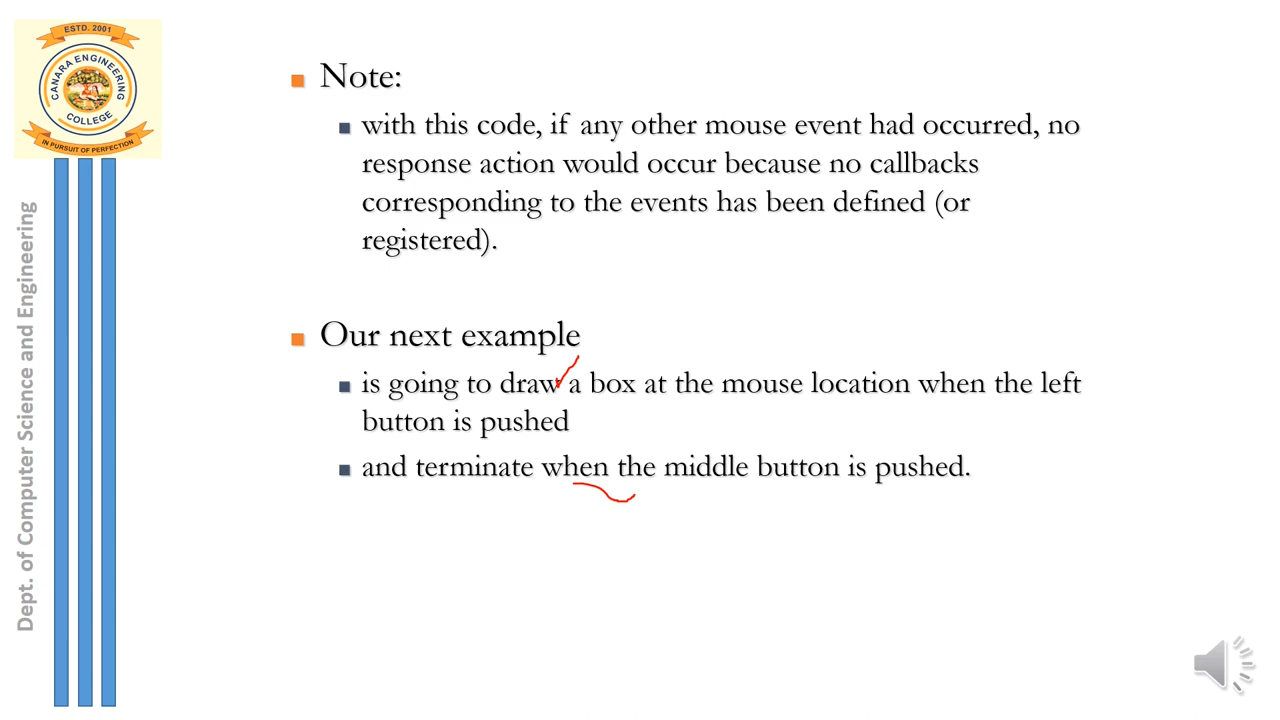 ESTD. 2001
CANARA ENGINEERING
COLLEGE
IN PURSUIT OF PERFECTION
Dept. of Computer Science and Engineering
Note:
with this code, if any other mouse event had occurred, no
response action would occur because no callbacks
corresponding to the events has been defined (or
registered).
Our next example
is going to draw a box at the mouse location when the left
button is pushed
and terminate when the middle button is pushed.